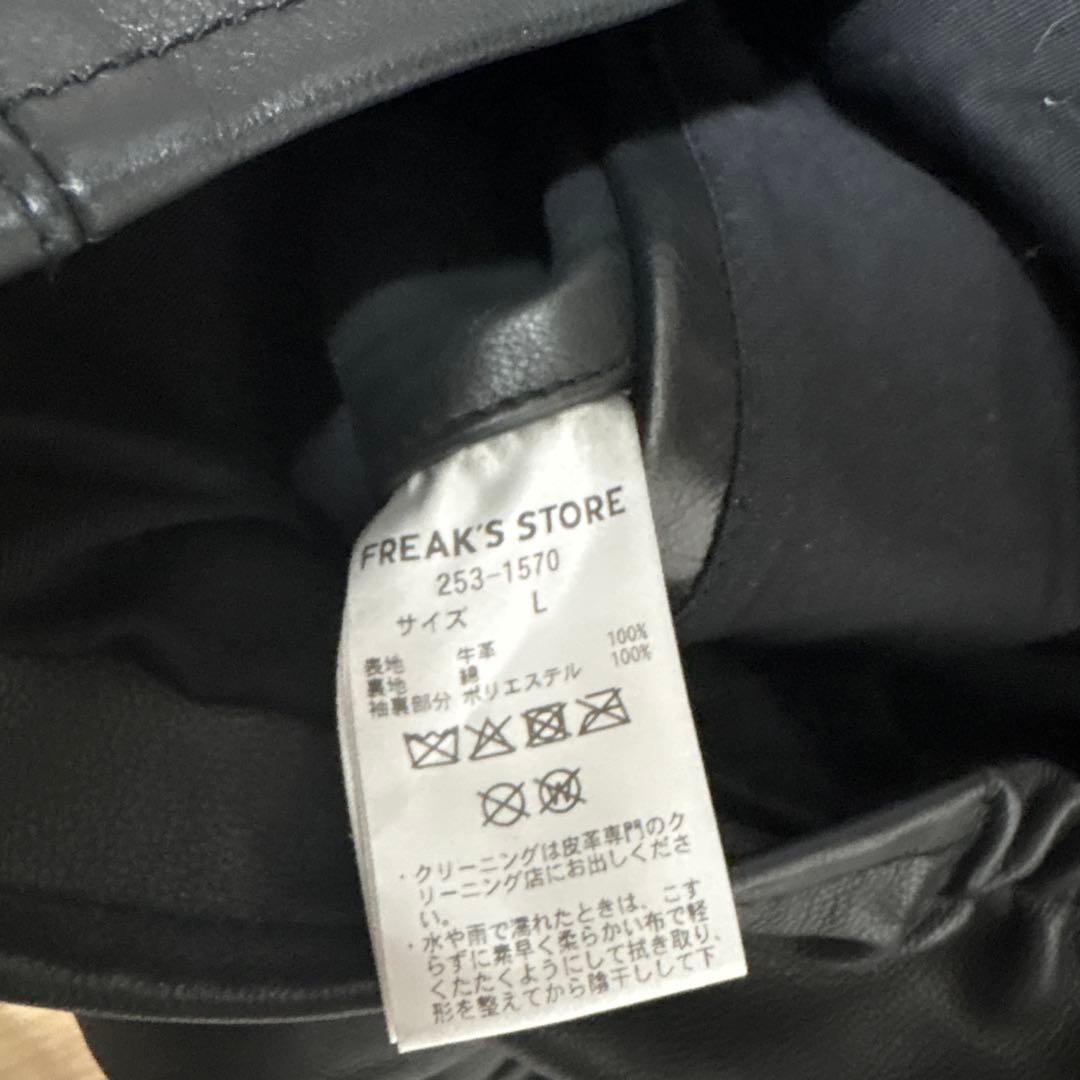 FREAK'S STORE
253-1570
サイズ L
表地 牛革
裏地 綿 100%
袖裏部分 ポリエステル 100%
W
・クリーニングは皮革専門のク
リーニング店にお出しくださ
い。
・水や雨で濡れたときは、こす
らずに素早く柔らかい布で軽
くたたくようにして拭き取り、
形を整えてから陰干しして下